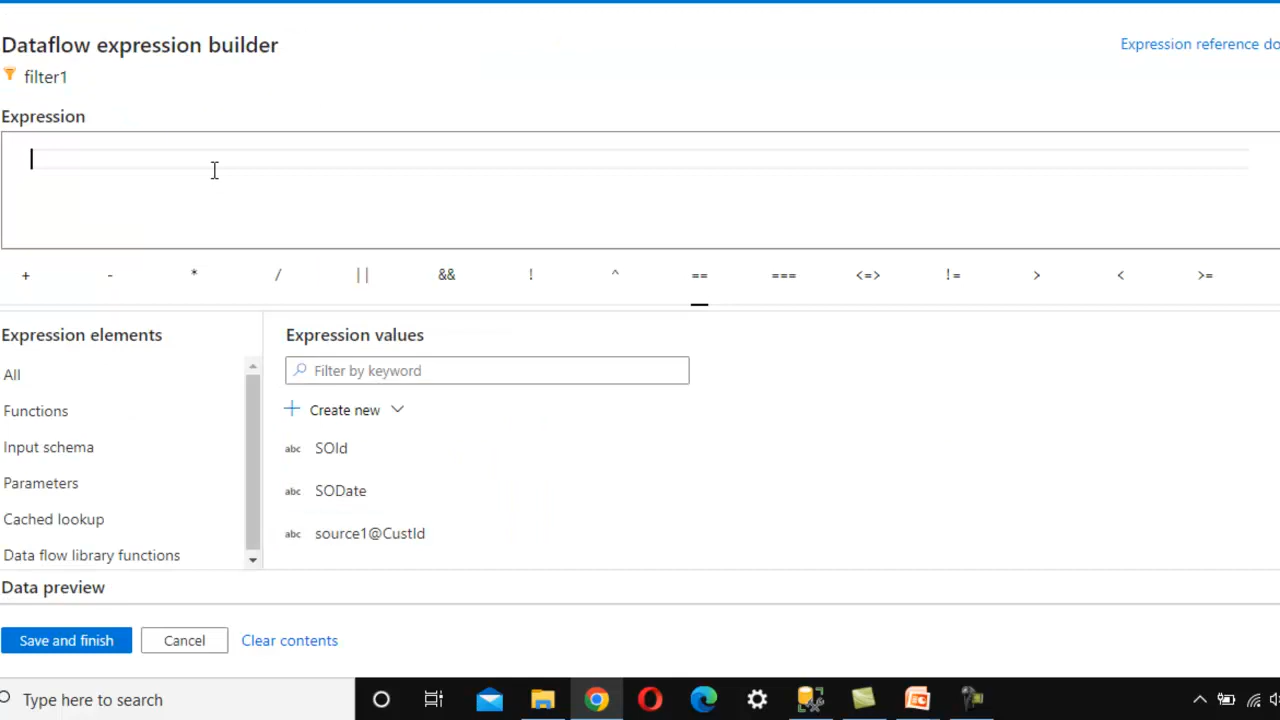 Dataflow expression builder
Expression reference do
filter1
Expression
+ - * / || && ! ^ == === <=> != > < >=
Expression elements
Expression values
All
Filter by keyword
Functions
Create new
Input schema
abc SOId
Parameters
abc SODate
Cached lookup
abc source1@CustId
Data flow library functions
Data preview
Save and finish
Cancel
Clear contents
Type here to search